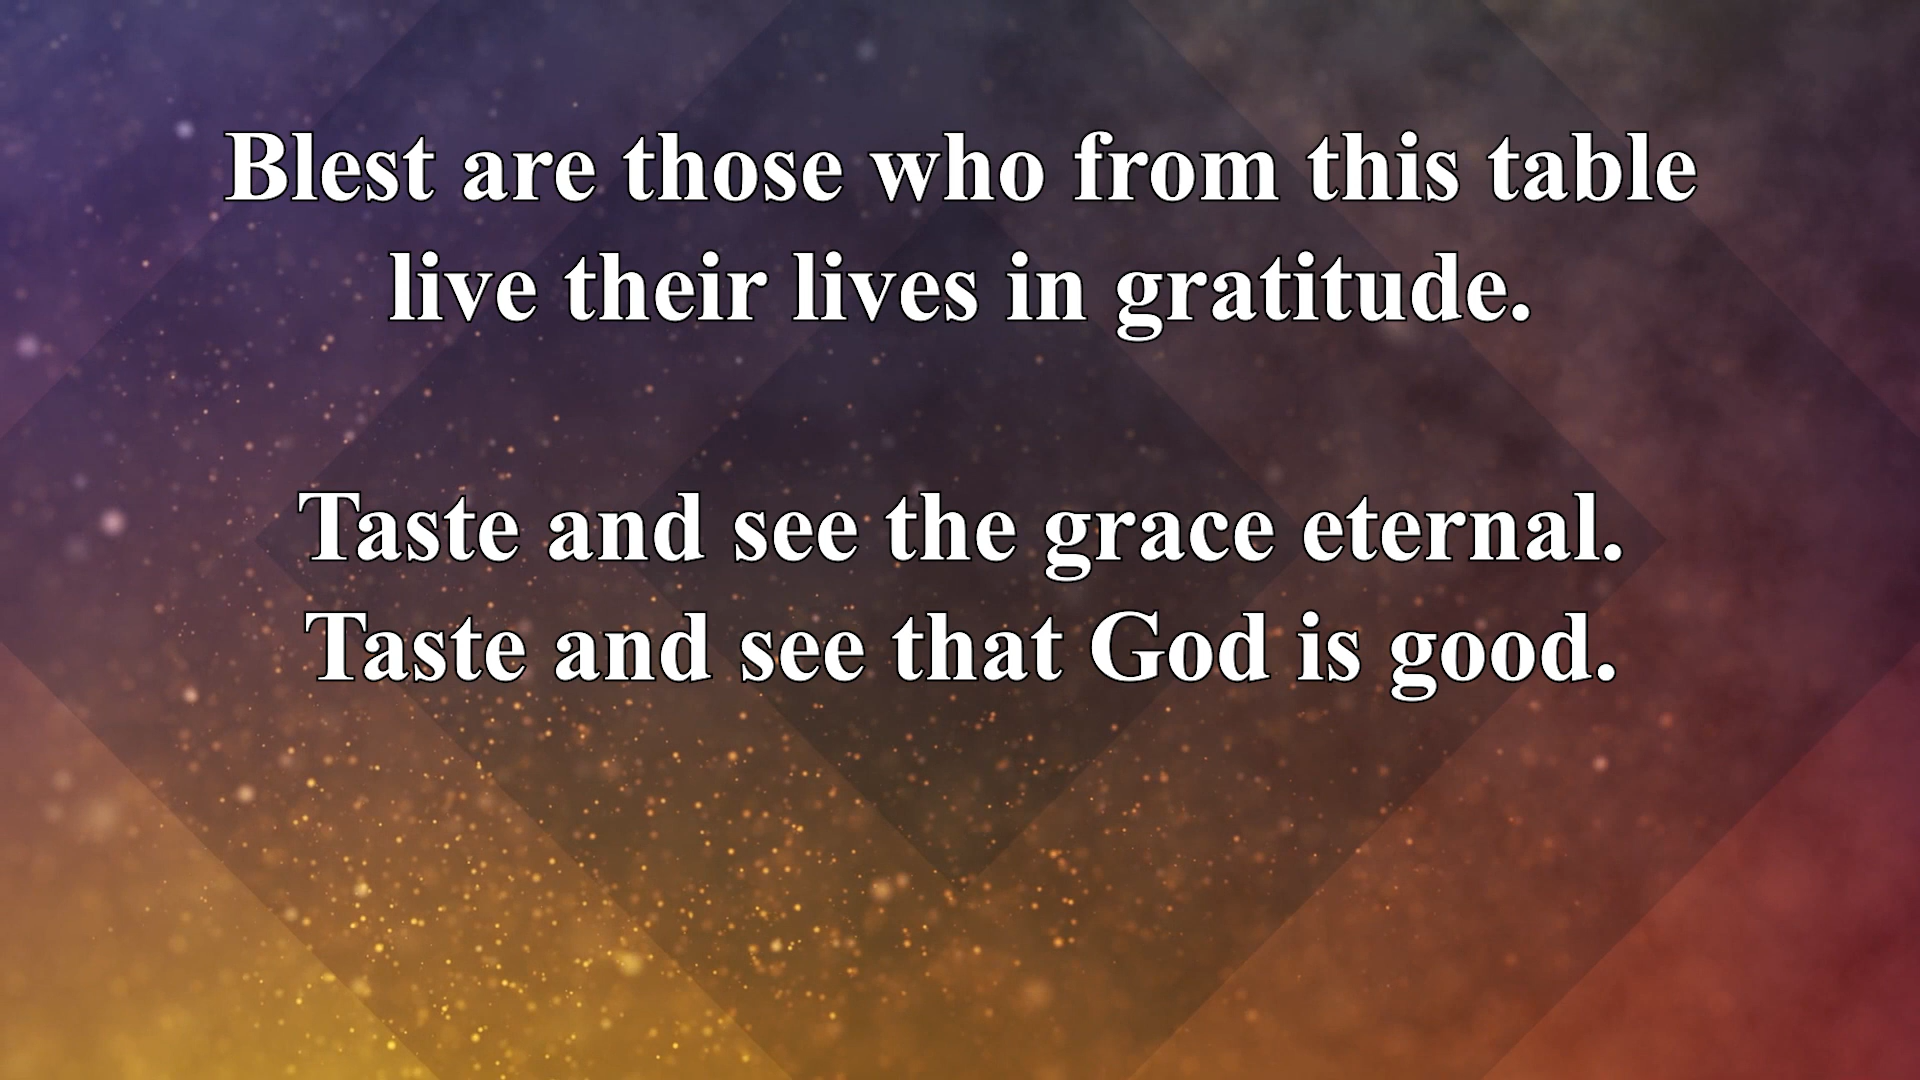 Blest are those who from this table
live their lives in gratitude.
Taste and see the grace eternal.
Taste and see that God is good.